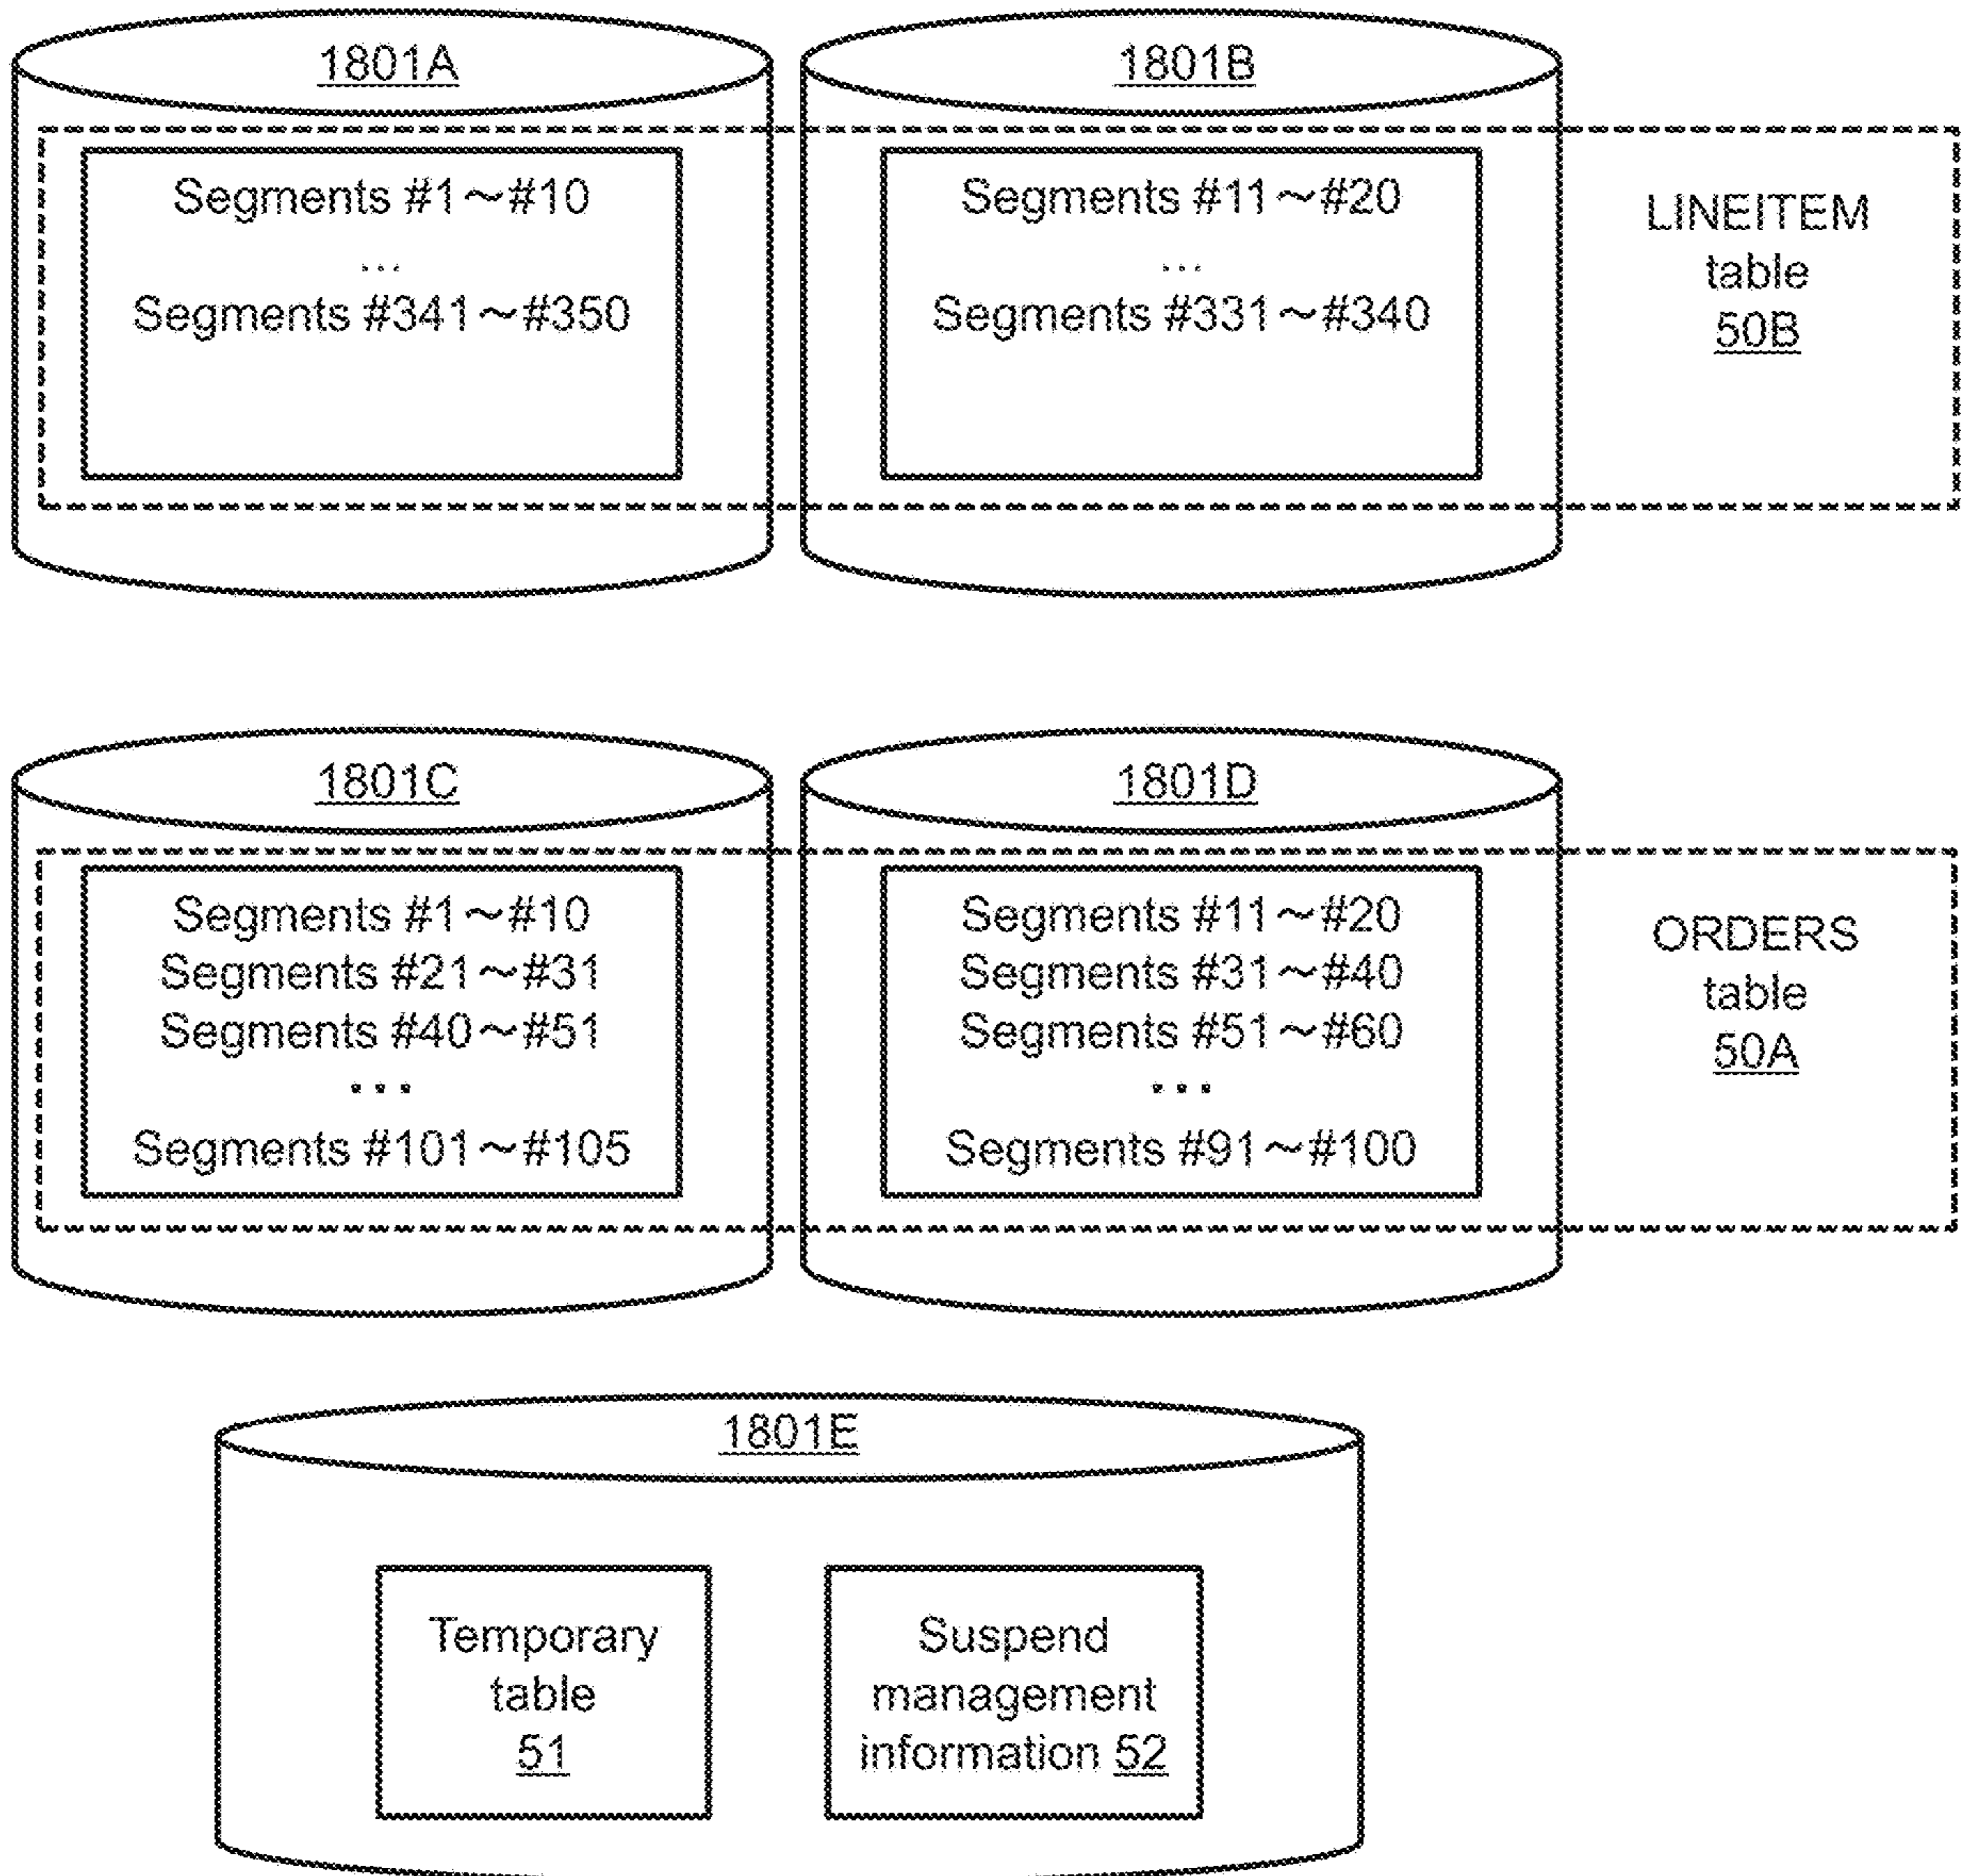 1801A
1801B
Segments #1～#10
...
Segments #341～#350
Segments #11～#20
...
Segments #331～#340
LINEITEM
table
50B
1801C
1801D
Segments #1～#10
Segments #21～#31
Segments #40～#51
...
Segments #101～#105
Segments #11～#20
Segments #31～#40
Segments #51～#60
...
Segments #91～#100
ORDERS
table
50A
1801E
Temporary
table
51
Suspend
management
information 52